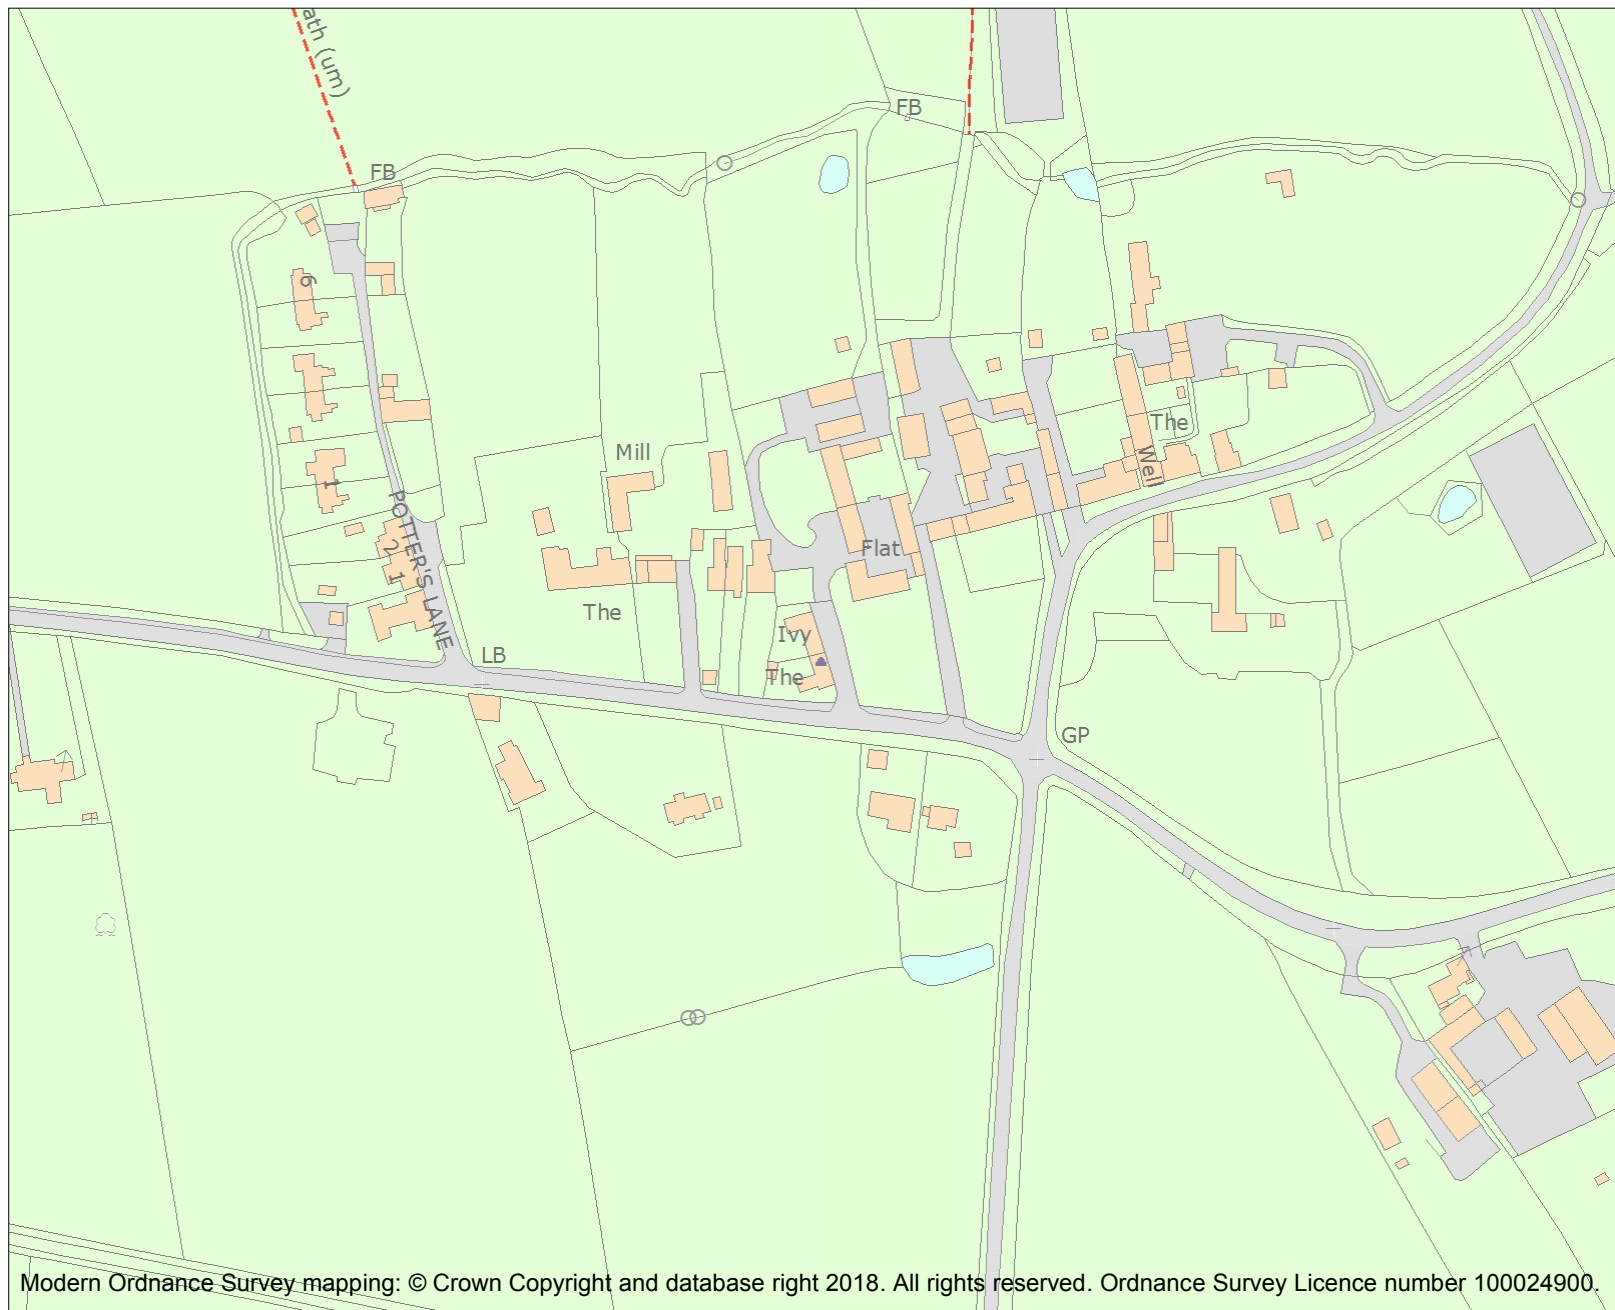 ath (um)
FB
FB
6
The
Mill
Well
1
POTTER'S LANE
2
1
Flat
The
Ivy
LB
The
GP
Modern Ordnance Survey mapping: © Crown Copyright and database right 2018. All rights reserved. Ordnance Survey Licence number 100024900.